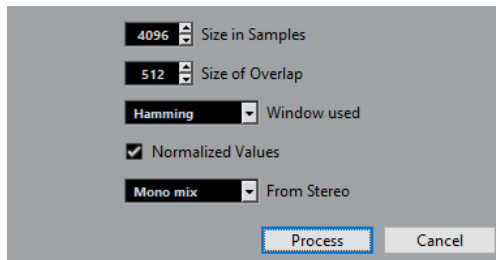 4096 Size in Samples
512 Size of Overlap
Hamming Window used
Normalized Values
Mono mix From Stereo
Process Cancel